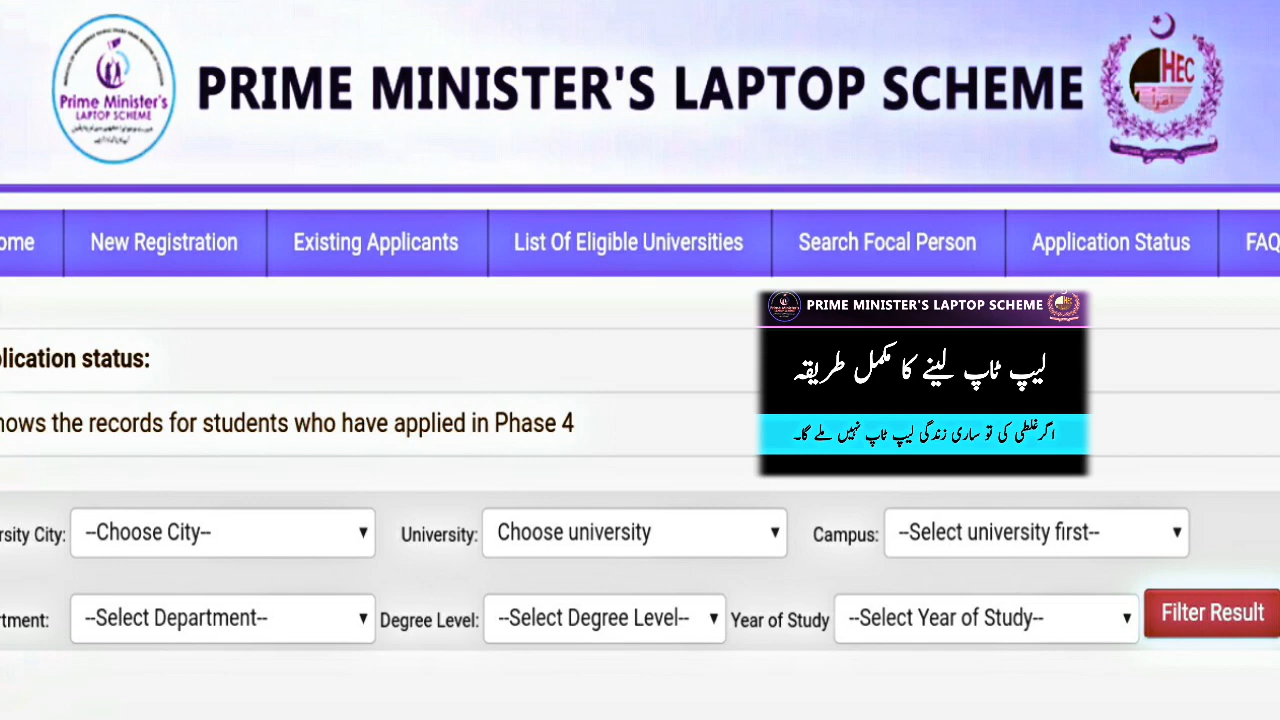 Prime Minister's
LAPTOP SCHEME
PRIME MINISTER'S LAPTOP SCHEME
HEC
اقرأ
ome New Registration Existing Applicants List Of Eligible Universities Search Focal Person Application Status FAQ
PRIME MINISTER'S LAPTOP SCHEME
لیپ ٹاپ لینے کا مکمل طریقہ
اگر غلطی کی تو ساری زندگی لیپ ٹاپ نہیں ملے گا۔
plication status:
hows the records for students who have applied in Phase 4
rsity City: --Choose City-- University: Choose university Campus: --Select university first--
rtment: --Select Department-- Degree Level: --Select Degree Level-- Year of Study --Select Year of Study-- Filter Result